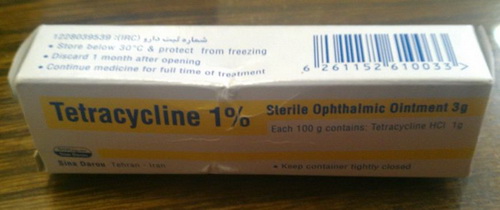 شماره ثبت دارو (IRC): 1228039539
• Store below 30°C & protect from freezing
• Discard 1 month after opening
• Continue medicine for full time of treatment
6 261152 610033 >
Tetracycline 1%
Sterile Ophthalmic Ointment 3g
Each 100 g contains: Tetracycline HCl 1g
Sina Darou Tehran - Iran
• Keep container tightly closed